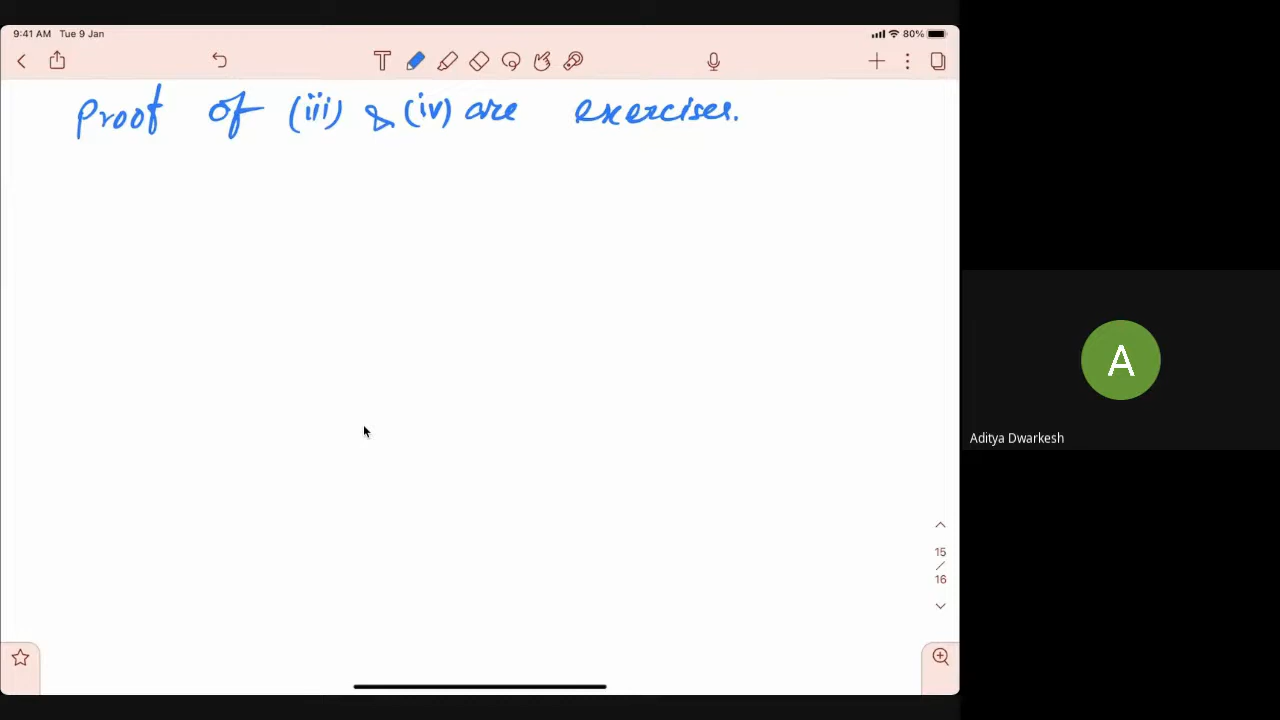 9:41 AM Tue 9 Jan
80%
T
Proof of (iii) & (iv) are exercises.
A
Aditya Dwarkesh
15
/
16